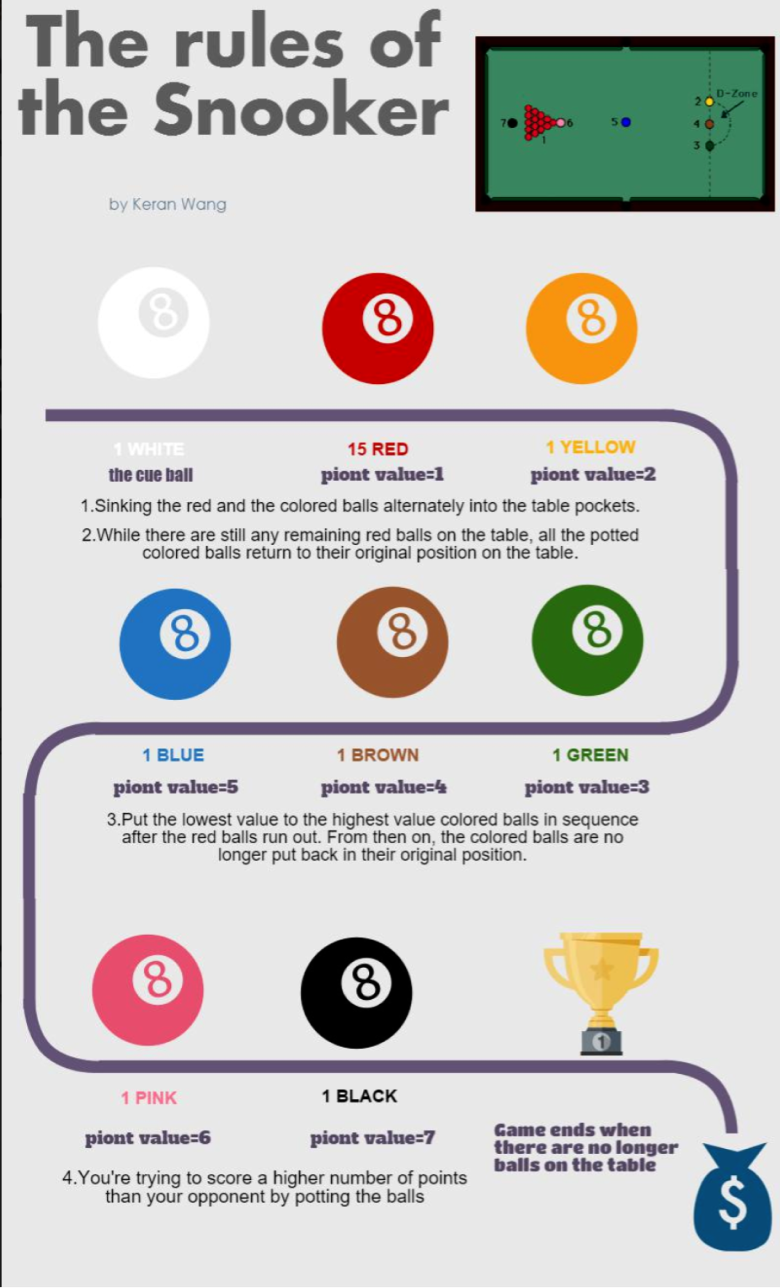 The rules of
the Snooker
by Keran Wang
2
D-Zone
7
6
5
4
1
3
8
8
8
1 WHITE
15 RED
1 YELLOW
the cue ball
piont value=1
piont value=2
1.Sinking the red and the colored balls alternately into the table pockets.
2.While there are still any remaining red balls on the table, all the potted
colored balls return to their original position on the table.
8
8
8
1 BLUE
1 BROWN
1 GREEN
piont value=5
piont value=4
piont value=3
3.Put the lowest value to the highest value colored balls in sequence
after the red balls run out. From then on, the colored balls are no
longer put back in their original position.
8
8
1
1 PINK
1 BLACK
piont value=6
piont value=7
Game ends when
there are no longer
balls on the table
4.You're trying to score a higher number of points
than your opponent by potting the balls
$